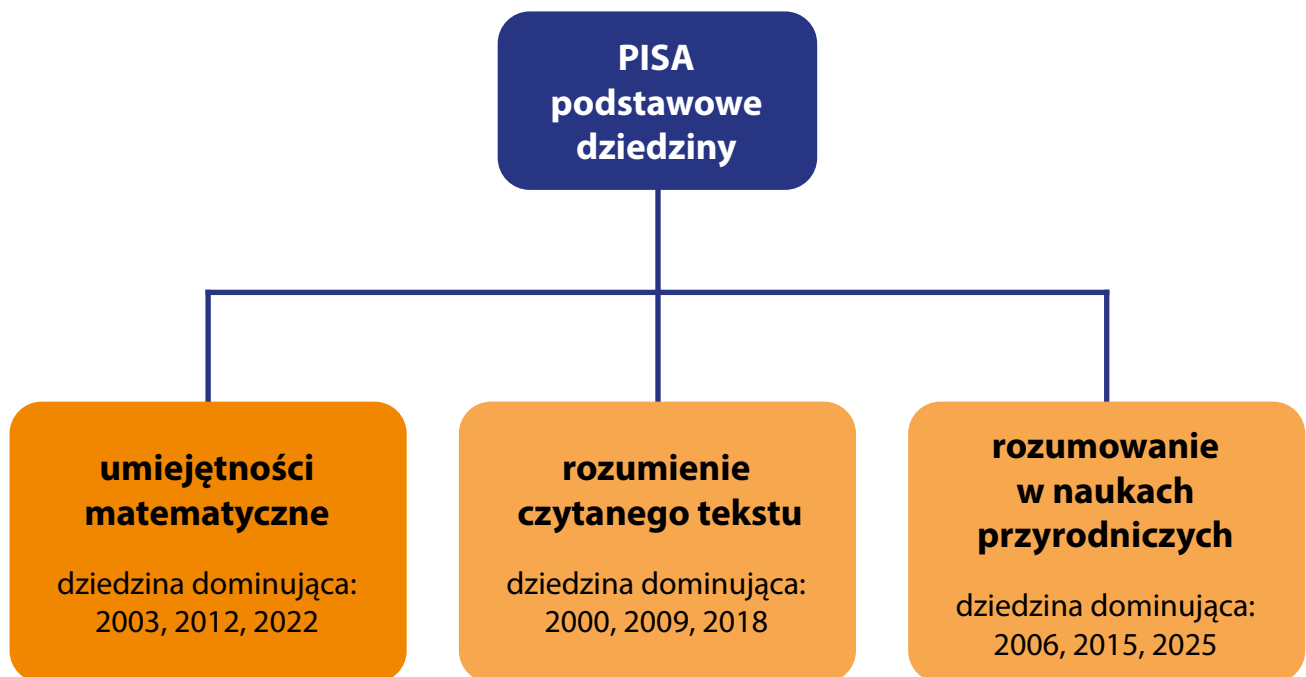 PISA
podstawowe
dziedziny
umiejętności
matematyczne
dziedzina dominująca:
2003, 2012, 2022
rozumienie
czytanego tekstu
dziedzina dominująca:
2000, 2009, 2018
rozumowanie
w naukach
przyrodniczych
dziedzina dominująca:
2006, 2015, 2025